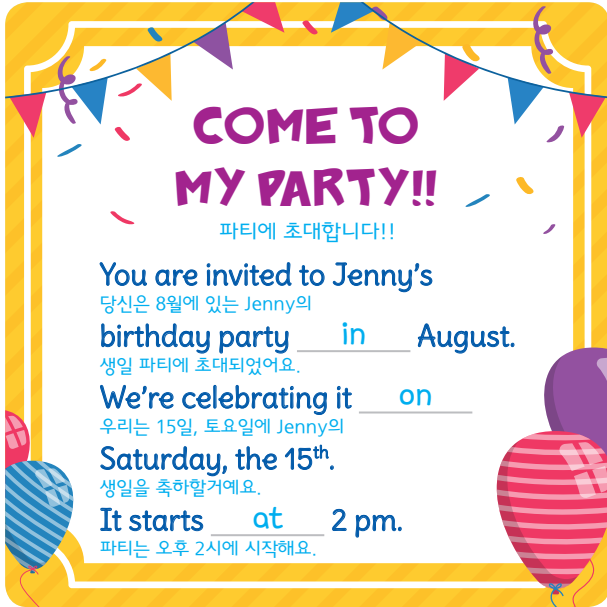 COME TO
MY PARTY!!
파티에 초대합니다!!
You are invited to Jenny's
당신은 8월에 있는 Jenny의
birthday party in August.
생일 파티에 초대되었어요.
We're celebrating it on
우리는 15일, 토요일에 Jenny의
Saturday, the 15th.
생일을 축하할거예요.
It starts at 2 pm.
파티는 오후 2시에 시작해요.